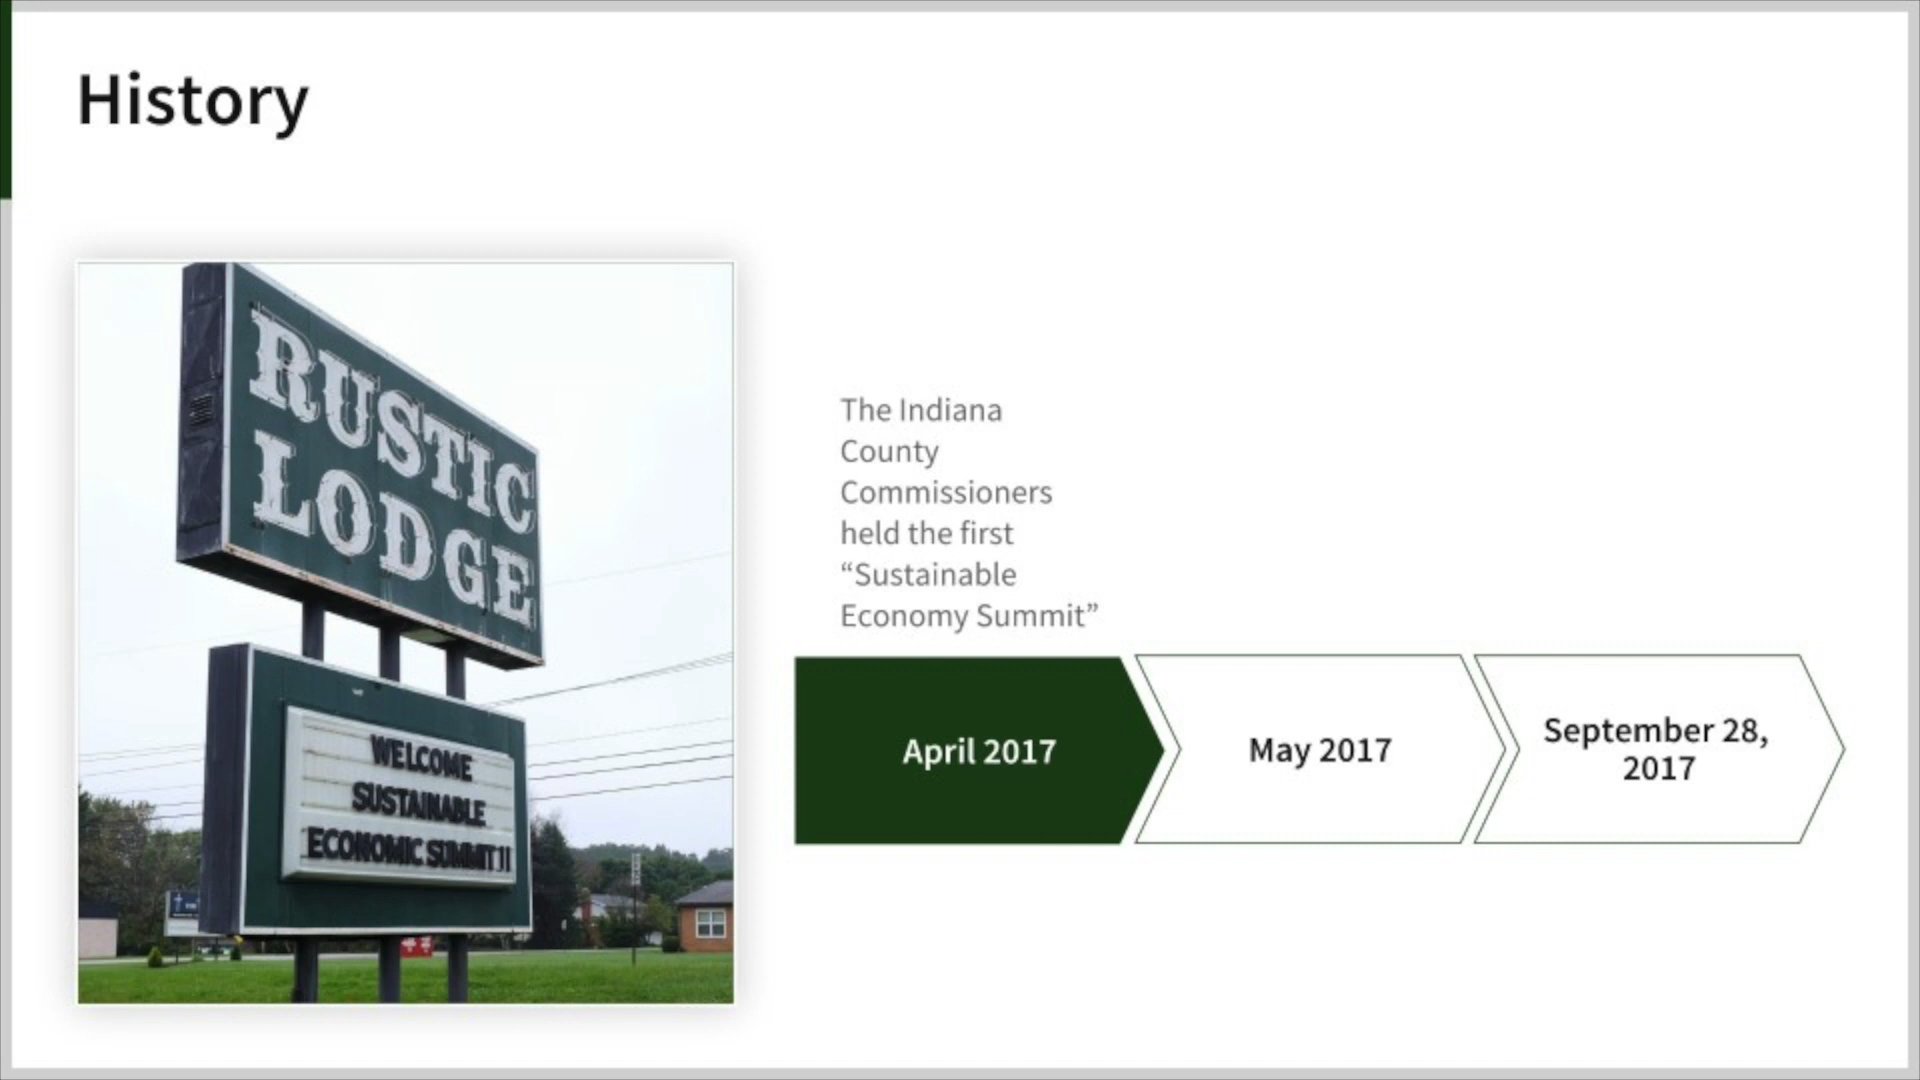 History
RUSTIC
LODGE
WELCOME
SUSTAINABLE
ECONOMIC SUMMIT II
The Indiana
County
Commissioners
held the first
“Sustainable
Economy Summit”
April 2017
May 2017
September 28,
2017